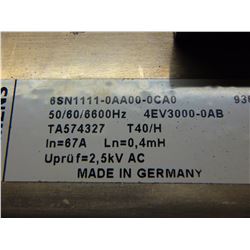 6SN1111-0AA00-0CA0
50/60/6600Hz 4EV3000-0AB
TA574327 T40/H
In=67A Ln=0,4mH
Uprüf=2,5kV AC
MADE IN GERMANY